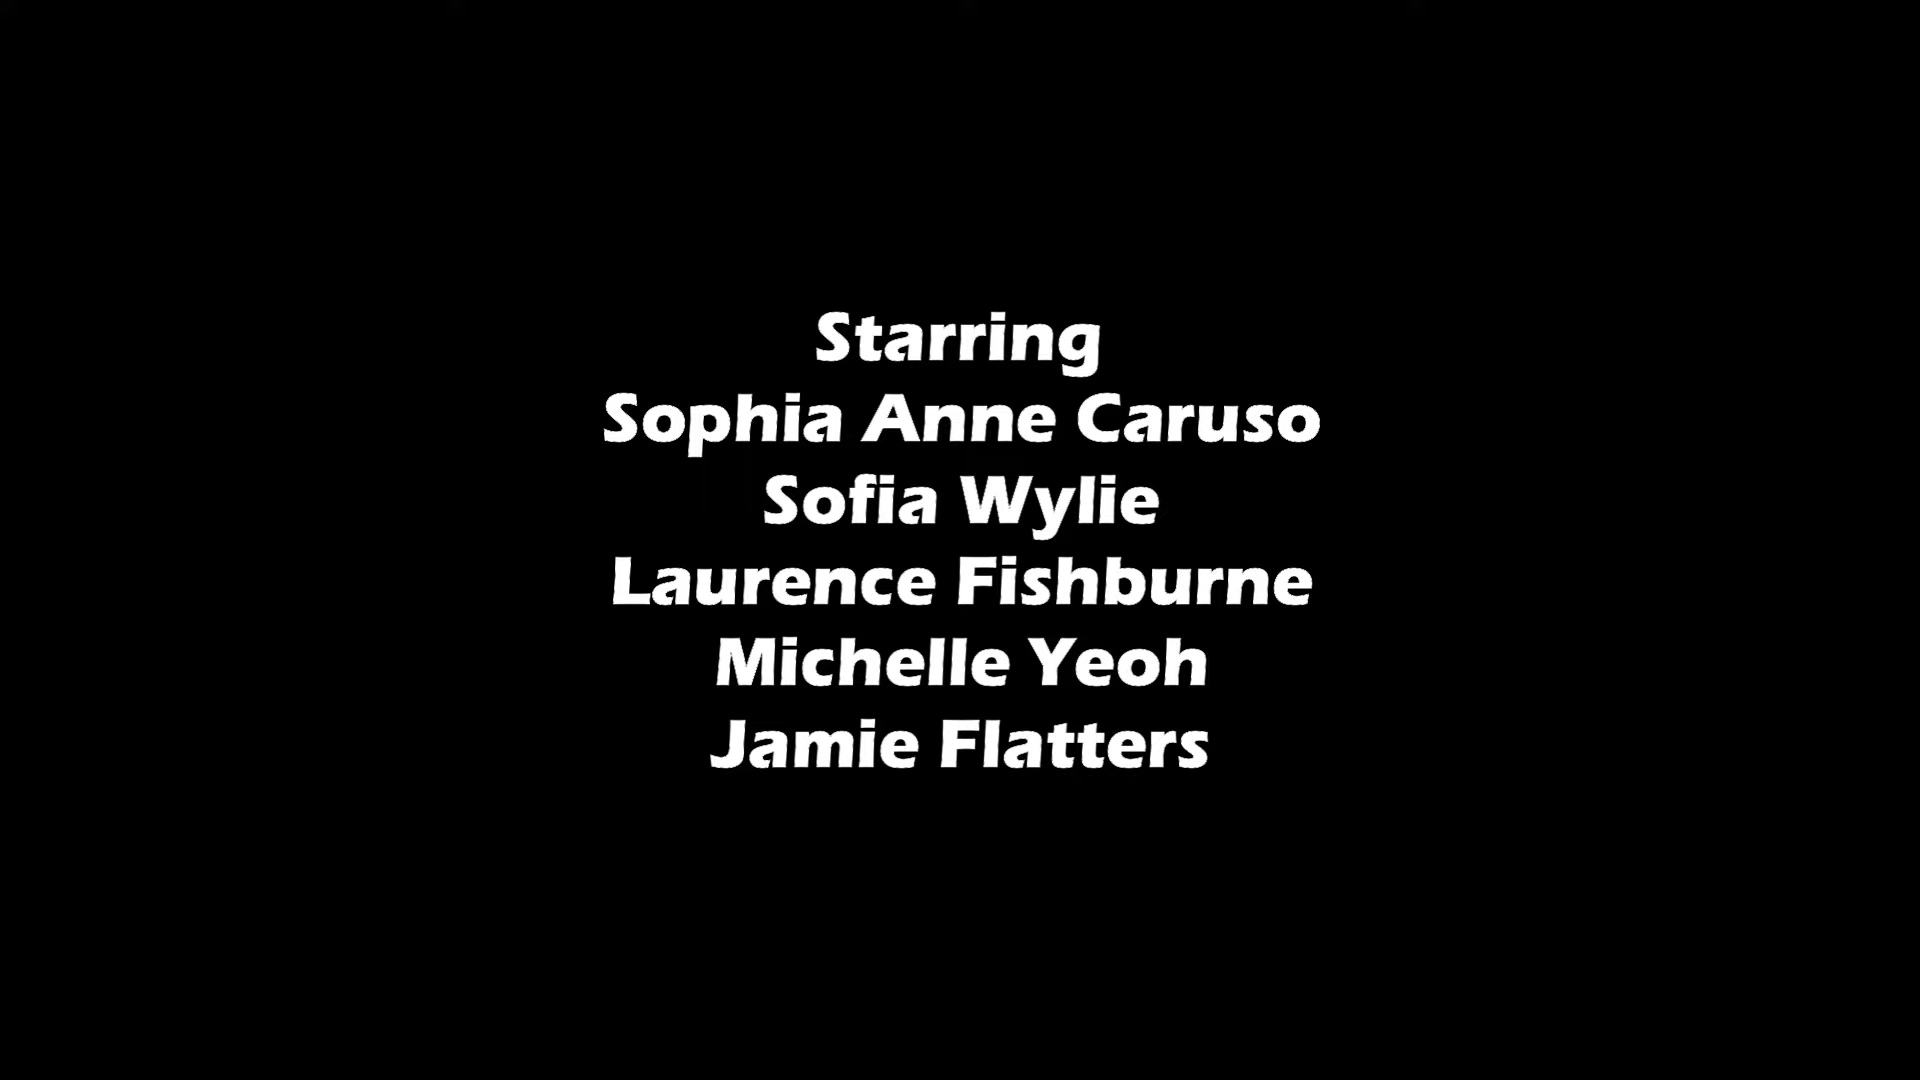 Starring
Sophia Anne Caruso
Sofia Wylie
Laurence Fishburne
Michelle Yeoh
Jamie Flatters